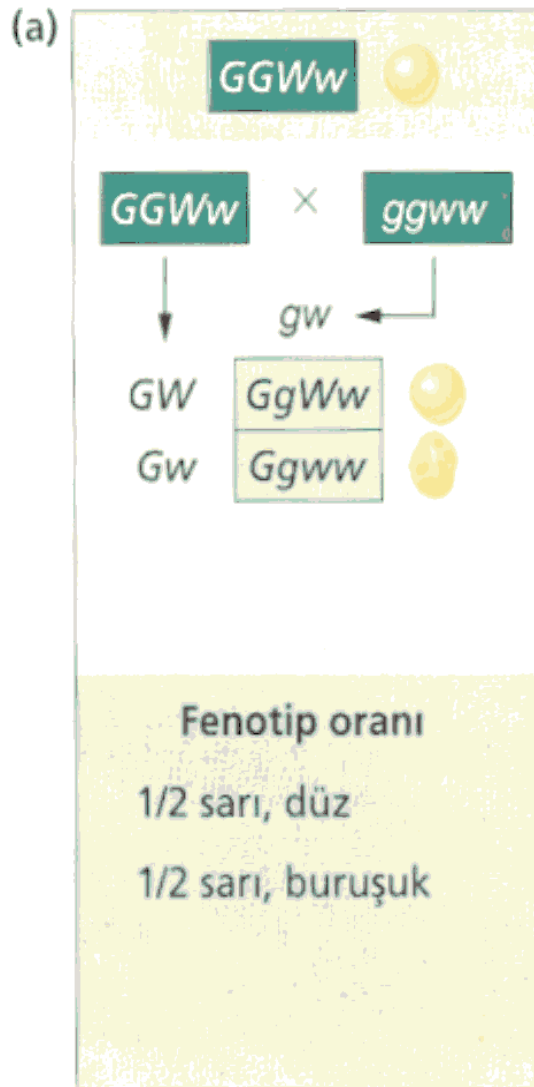 (a)
GGWw
GGWw × ggww
gw
GW GgWw
Gw Ggww
Fenotip oranı
1/2 sarı, düz
1/2 sarı, buruşuk